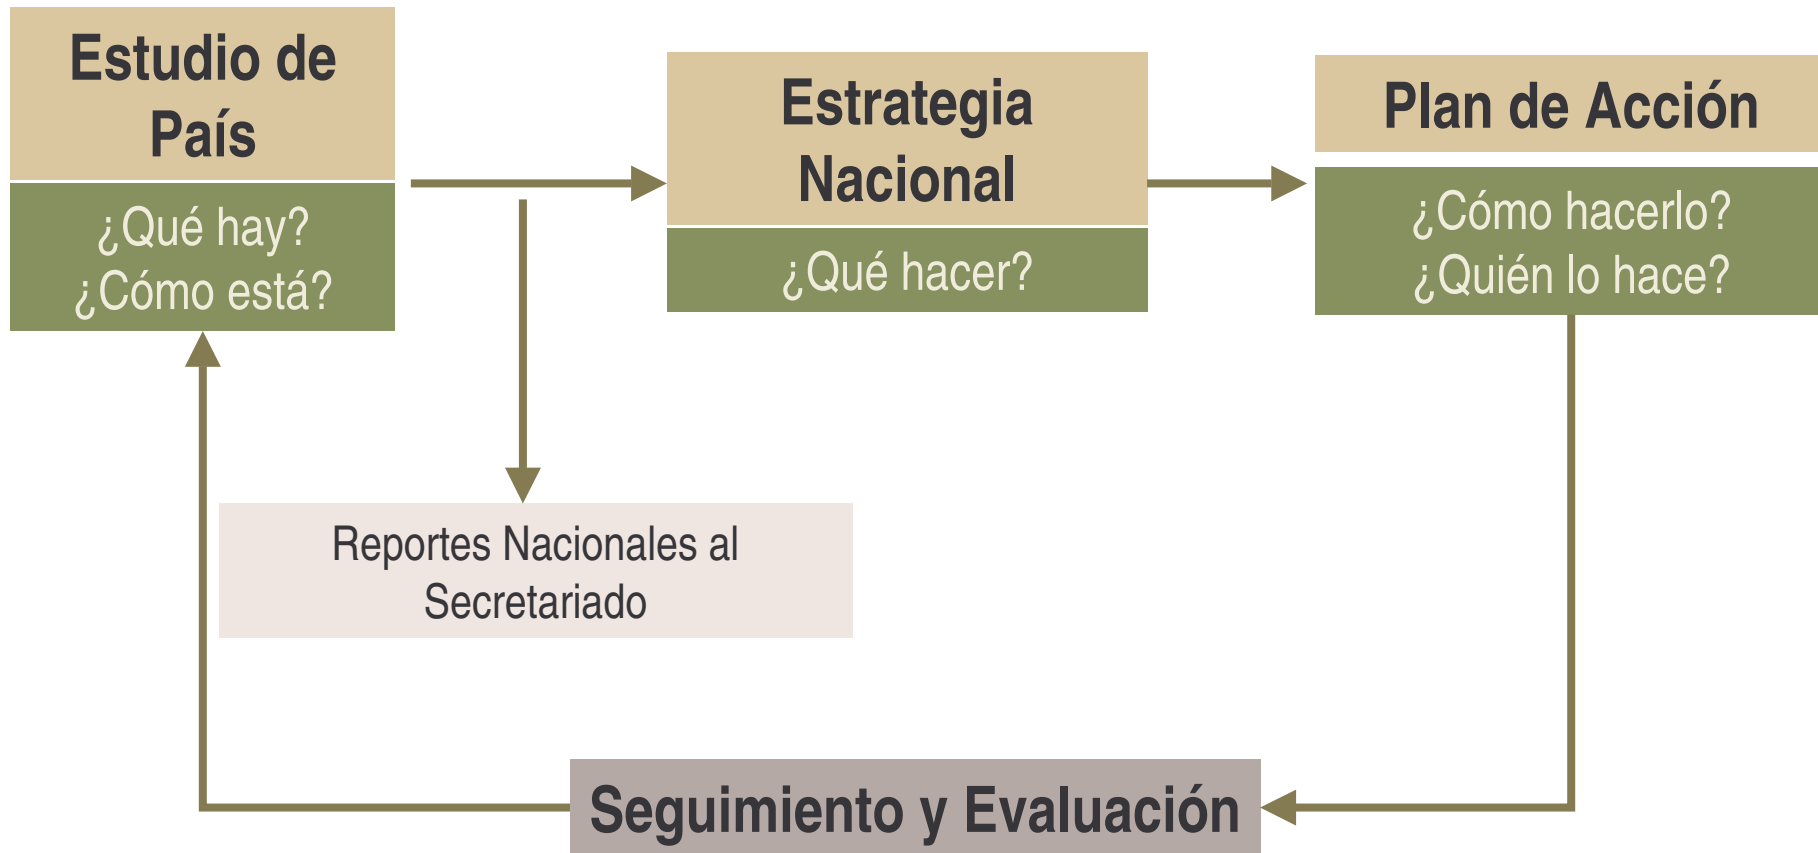 Estudio de
País
¿Qué hay?
¿Cómo está?
Estrategia
Nacional
¿Qué hacer?
Plan de Acción
¿Cómo hacerlo?
¿Quién lo hace?
Reportes Nacionales al
Secretariado
Seguimiento y Evaluación